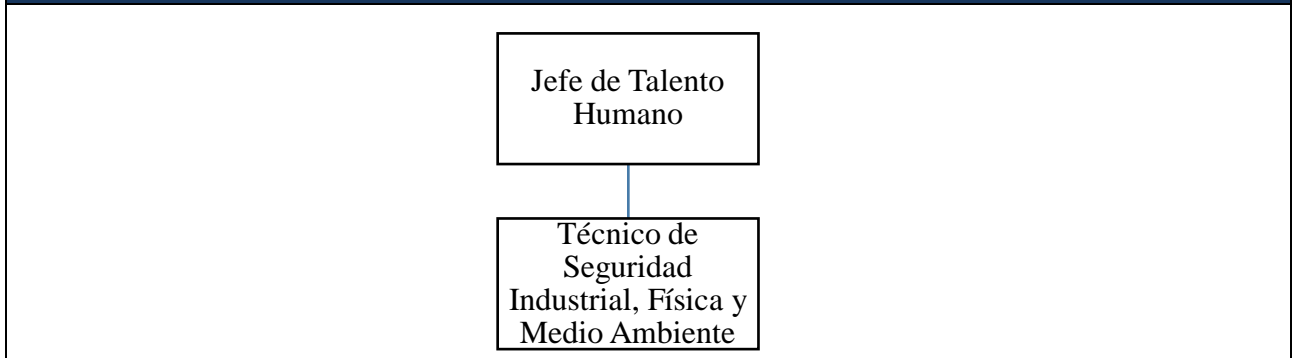 Jefe de Talento
Humano
Técnico de
Seguridad
Industrial, Física y
Medio Ambiente